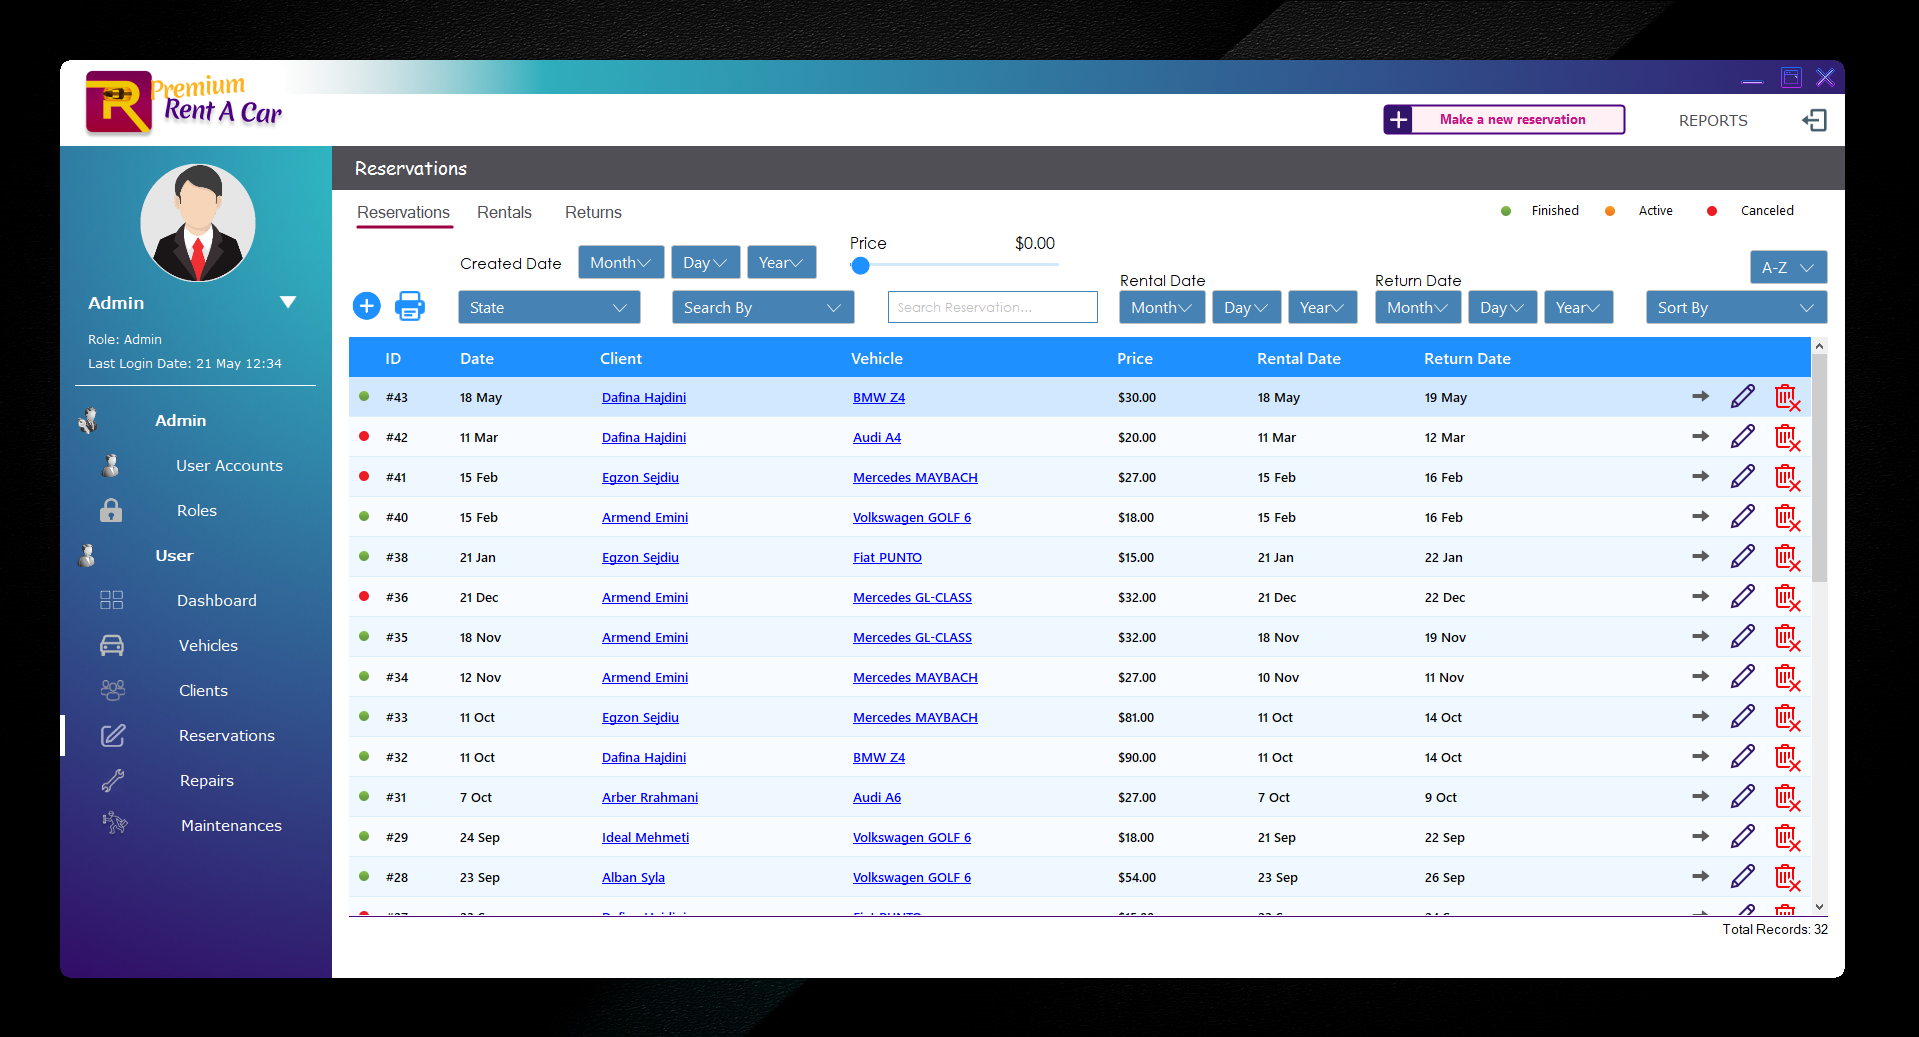 Premium
Rent A Car
Make a new reservation
REPORTS
Admin
Role: Admin
Last Login Date: 21 May 12:34
Admin
User Accounts
Roles
User
Dashboard
Vehicles
Clients
Reservations
Repairs
Maintenances
Reservations
Reservations Rentals Returns
Finished Active Canceled
Price $0.00
Created Date Month Day Year
A-Z
Rental Date Return Date
State Search By Search Reservation... Month Day Year Month Day Year Sort By
ID Date Client Vehicle Price Rental Date Return Date
#43 18 May Dafina Hajdini BMW Z4 $30.00 18 May 19 May
#42 11 Mar Dafina Hajdini Audi A4 $20.00 11 Mar 12 Mar
#41 15 Feb Egzon Sejdiu Mercedes MAYBACH $27.00 15 Feb 16 Feb
#40 15 Feb Armend Emini Volkswagen GOLF 6 $18.00 15 Feb 16 Feb
#38 21 Jan Egzon Sejdiu Fiat PUNTO $15.00 21 Jan 22 Jan
#36 21 Dec Armend Emini Mercedes GL-CLASS $32.00 21 Dec 22 Dec
#35 18 Nov Armend Emini Mercedes GL-CLASS $32.00 18 Nov 19 Nov
#34 12 Nov Armend Emini Mercedes MAYBACH $27.00 10 Nov 11 Nov
#33 11 Oct Egzon Sejdiu Mercedes MAYBACH $81.00 11 Oct 14 Oct
#32 11 Oct Dafina Hajdini BMW Z4 $90.00 11 Oct 14 Oct
#31 7 Oct Arber Rrahmani Audi A6 $27.00 7 Oct 9 Oct
#29 24 Sep Ideal Mehmeti Volkswagen GOLF 6 $18.00 21 Sep 22 Sep
#28 23 Sep Alban Syla Volkswagen GOLF 6 $54.00 23 Sep 26 Sep
Total Records: 32